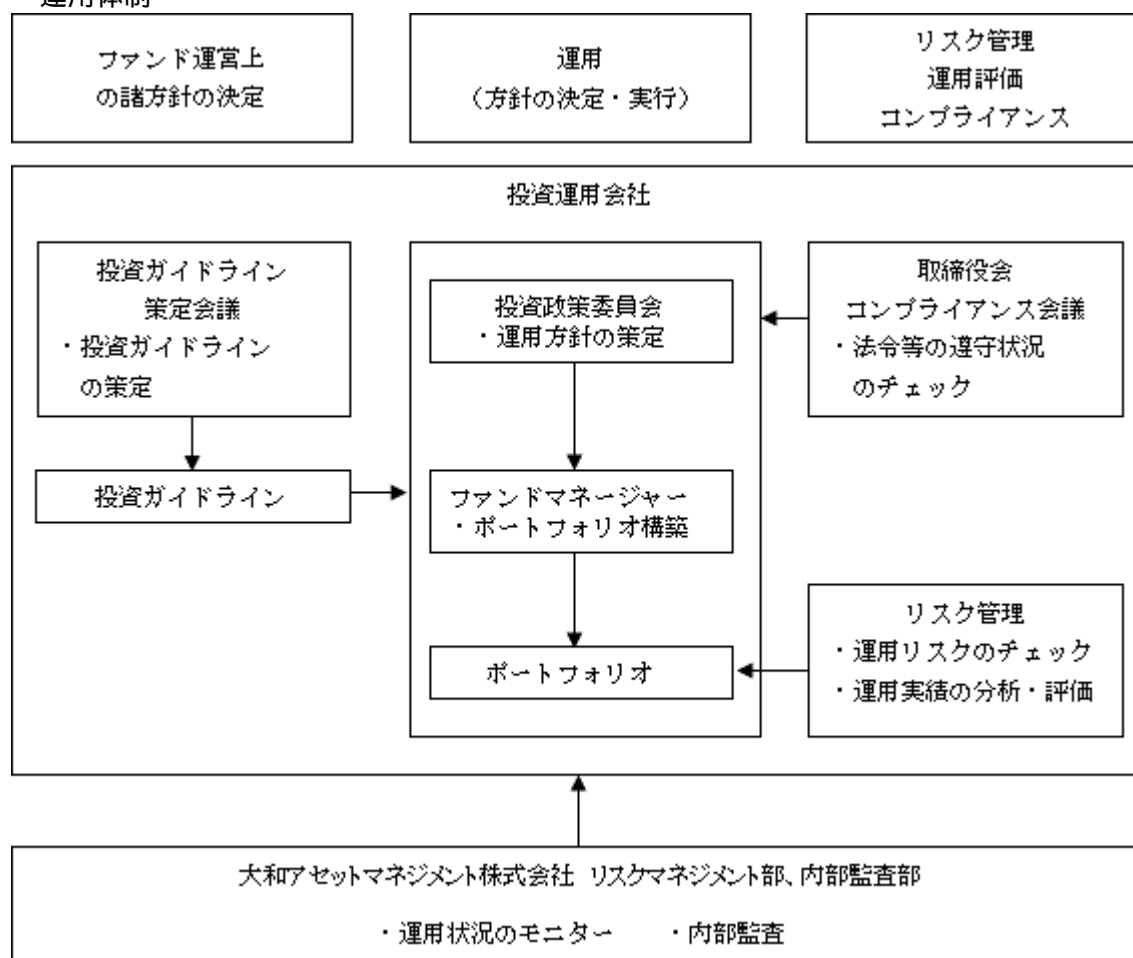 運用体制
ファンド運営上
の諸方針の決定
運用
（方針の決定・実行）
リスク管理
運用評価
コンプライアンス
投資運用会社
投資ガイドライン
策定会議
・投資ガイドライン
の策定
投資ガイドライン
投資政策委員会
・運用方針の策定
ファンドマネージャー
・ポートフォリオ構築
ポートフォリオ
取締役会
コンプライアンス会議
・法令等の遵守状況
のチェック
リスク管理
・運用リスクのチェック
・運用実績の分析・評価
大和アセットマネジメント株式会社 リスクマネジメント部、内部監査部
・運用状況のモニター ・内部監査